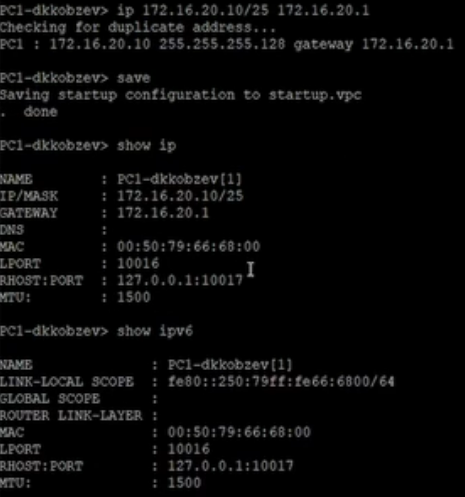 PC1-dkkobzev> ip 172.16.20.10/25 172.16.20.1
Checking for duplicate address...
PC1 : 172.16.20.10 255.255.255.128 gateway 172.16.20.1
PC1-dkkobzev> save
Saving startup configuration to startup.vpc
.  done
PC1-dkkobzev> show ip
NAME        : PC1-dkkobzev[1]
IP/MASK     : 172.16.20.10/25
GATEWAY     : 172.16.20.1
DNS         :
MAC         : 00:50:79:66:68:00
LPORT       : 10016
RHOST:PORT  : 127.0.0.1:10017
MTU:        : 1500
PC1-dkkobzev> show ipv6
NAME              : PC1-dkkobzev[1]
LINK-LOCAL SCOPE  : fe80::250:79ff:fe66:6800/64
GLOBAL SCOPE      :
ROUTER LINK-LAYER :
MAC               : 00:50:79:66:68:00
LPORT             : 10016
RHOST:PORT        : 127.0.0.1:10017
MTU:              : 1500